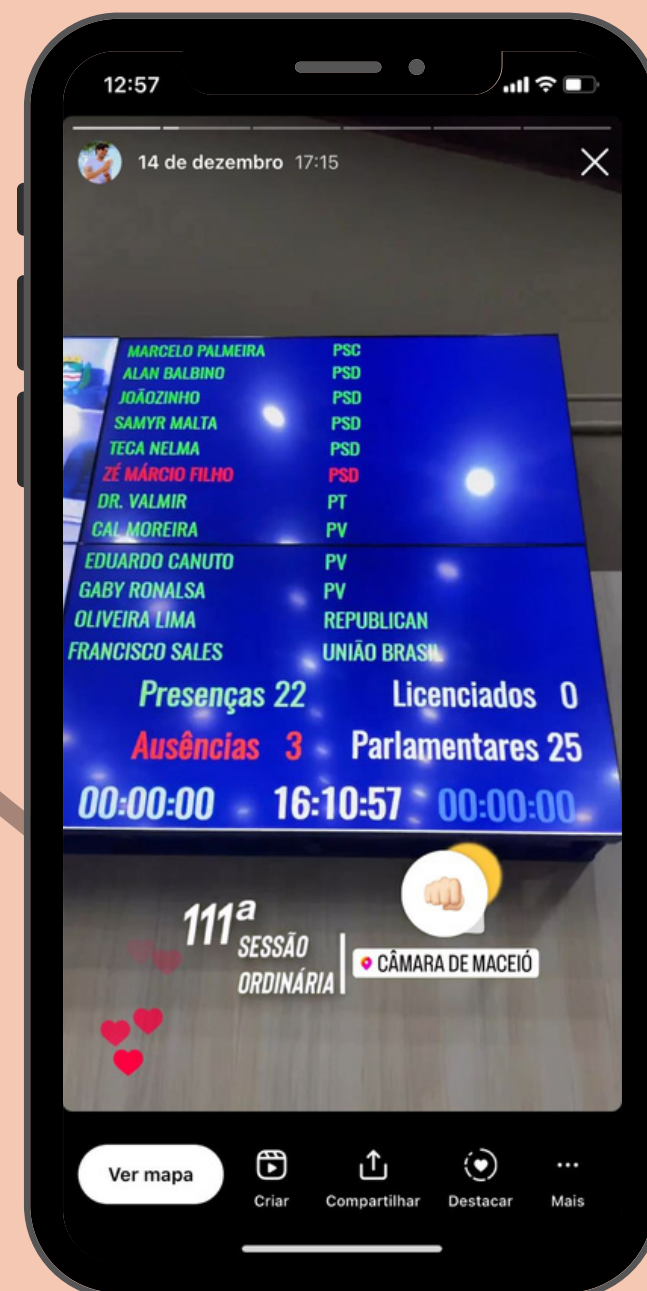 12:57
14 de dezembro 17:15
MARCELO PALMEIRA PSC
ALAN BALBINO PSD
JOÃOZINHO PSD
SAMYR MALTA PSD
TECA NELMA PSD
ZÉ MÁRCIO FILHO PSD
DR. VALMIR PT
CAL MOREIRA PV
EDUARDO CANUTO PV
GABY RONALSA PV
OLIVEIRA LIMA REPUBLICAN
FRANCISCO SALES UNIÃO BRASIL
Presenças 22 Licenciados 0
Ausências 3 Parlamentares 25
00:00:00 16:10:57 00:00:00
111ª
SESSÃO
ORDINÁRIA
CÂMARA DE MACEIÓ
Ver mapa
Criar
Compartilhar
Destacar
Mais